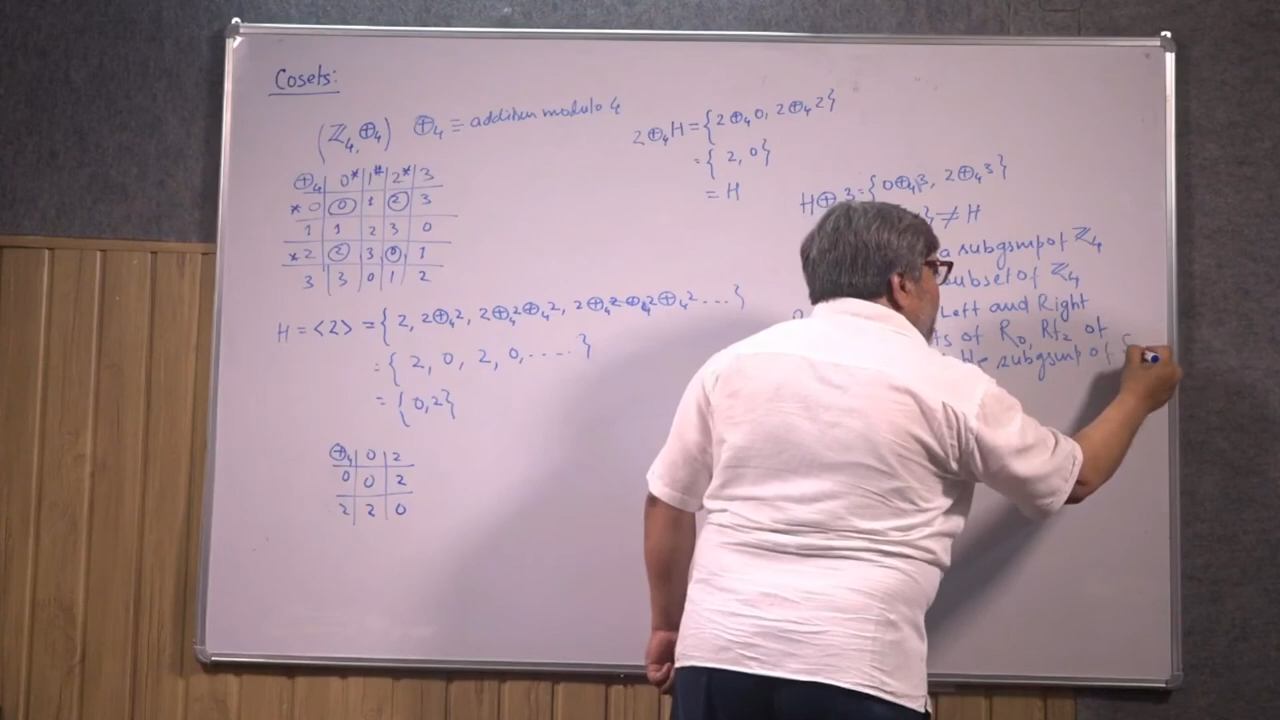 Cosets:
(ℤ₄, ⊕₄) ⊕₄ ≡ addition modulo 4
⊕₄ 0* 1# 2* 3
*0 0 1 2 3
1 1 2 3 0
*2 2 3 0 1
3 3 0 1 2
H = <2> = {2, 2⊕₄2, 2⊕₄2⊕₄2, 2⊕₄2⊕₄2⊕₄2 ...}
= {2, 0, 2, 0, .....}
= {0,2}
⊕₄ 0 2
0 0 2
2 2 0
2⊕₄H = {2⊕₄0, 2⊕₄2}
= {2, 0}
= H
H⊕ 3 = {0⊕₄3, 2⊕₄3}
} ≠ H
a subgroup of ℤ₄
subset of ℤ₄
Left and Right
ts of R₀, Rf₂ of
H- subgroup of S